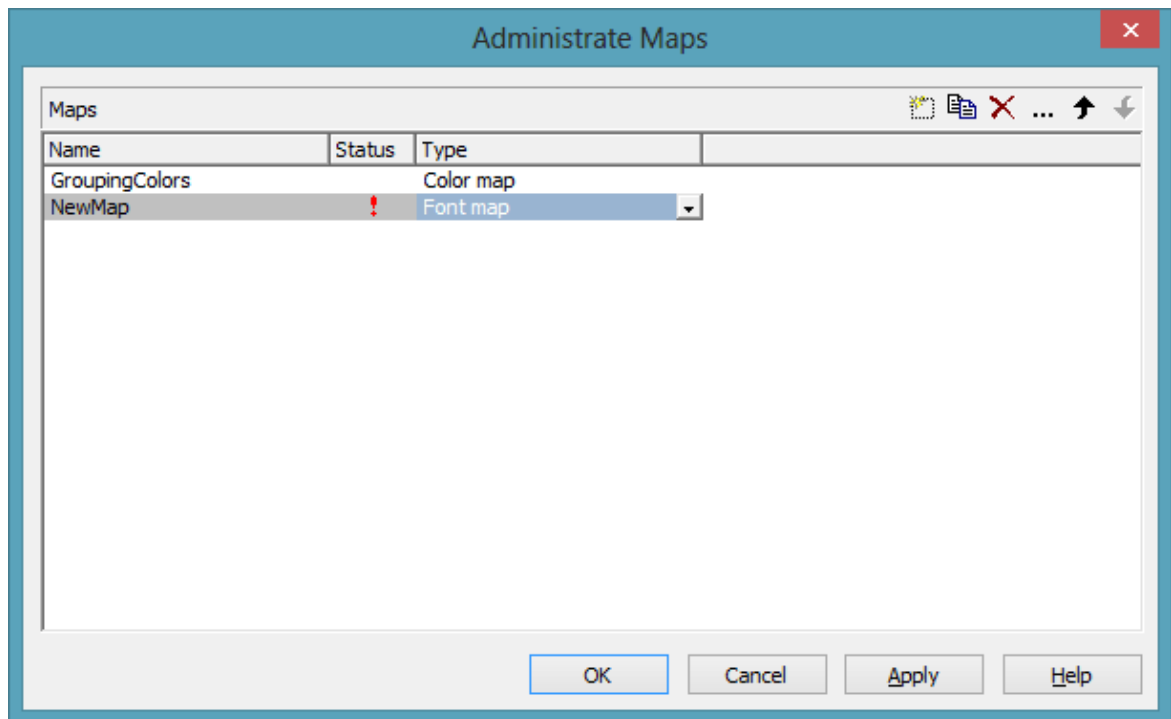 Administrate Maps
Maps
Name Status Type
GroupingColors Color map
NewMap ! Font map
OK Cancel Apply Help